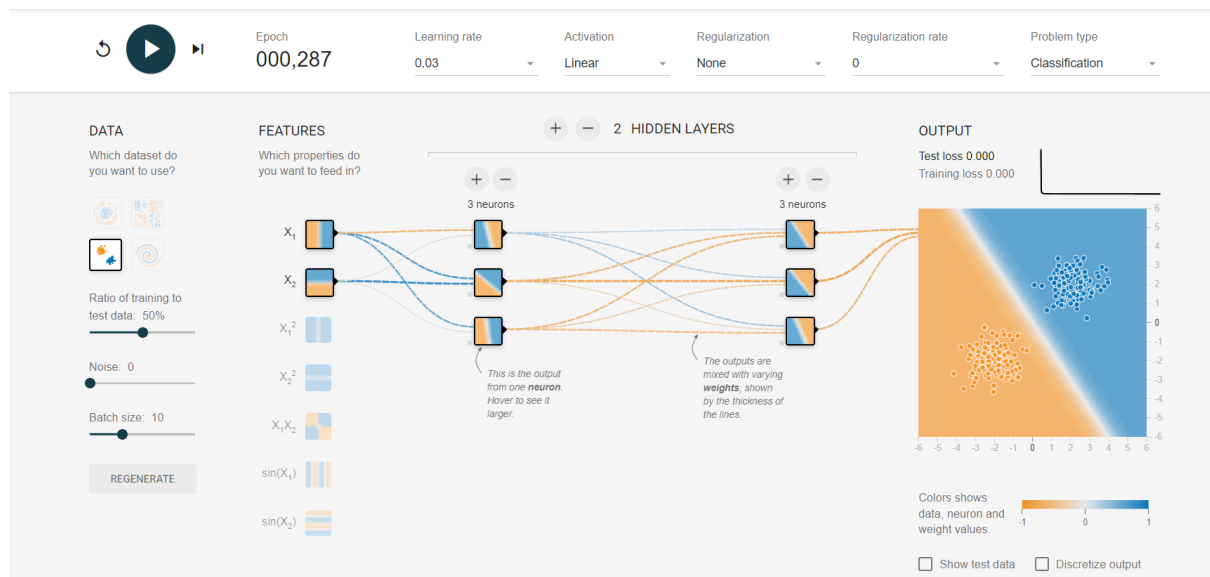 Epoch
000,287
Learning rate
0.03
Activation
Linear
Regularization
None
Regularization rate
0
Problem type
Classification
DATA
Which dataset do
you want to use?
Ratio of training to
test data: 50%
Noise: 0
Batch size: 10
REGENERATE
FEATURES
Which properties do
you want to feed in?
X₁
X₂
X₁²
X₂²
X₁X₂
sin(X₁)
sin(X₂)
+ − 2 HIDDEN LAYERS
+ −
3 neurons
+ −
3 neurons
This is the output
from one neuron.
Hover to see it
larger.
The outputs are
mixed with varying
weights, shown
by the thickness of
the lines.
OUTPUT
Test loss 0.000
Training loss 0.000
6
5
4
3
2
1
0
-1
-2
-3
-4
-5
-6
-6 -5 -4 -3 -2 -1 0 1 2 3 4 5 6
Colors shows
data, neuron and
weight values.
-1 0 1
Show test data
Discretize output